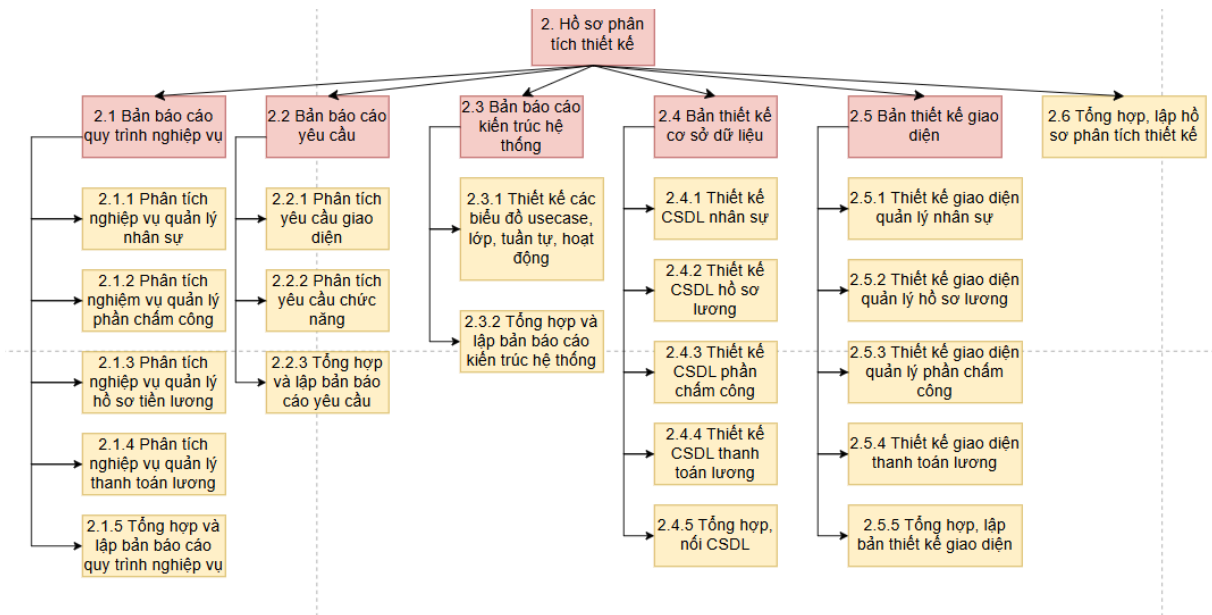 2. Hồ sơ phân
tích thiết kế
2.1 Bản báo cáo
quy trình nghiệp vụ
2.2 Bản báo cáo
yêu cầu
2.3 Bản báo cáo
kiến trúc hệ
thống
2.4 Bản thiết kế
cơ sở dữ liệu
2.5 Bản thiết kế giao
diện
2.6 Tổng hợp, lập hồ
sơ phân tích thiết kế
2.1.1 Phân tích
nghiệp vụ quản lý
nhân sự
2.1.2 Phân tích
nghiệm vụ quản lý
phần chấm công
2.1.3 Phân tích
nghiệp vụ quản lý
hồ sơ tiền lương
2.1.4 Phân tích
nghiệp vụ quản lý
thanh toán lương
2.1.5 Tổng hợp và
lập bản báo cáo
quy trình nghiệp vụ
2.2.1 Phân tích
yêu cầu giao
diện
2.2.2 Phân tích
yêu cầu chức
năng
2.2.3 Tổng hợp
và lập bản báo
cáo yêu cầu
2.3.1 Thiết kế các
biểu đồ usecase,
lớp, tuần tự, hoạt
động
2.3.2 Tổng hợp và
lập bản báo cáo
kiến trúc hệ thống
2.4.1 Thiết kế
CSDL nhân sự
2.4.2 Thiết kế
CSDL hồ sơ
lương
2.4.3 Thiết kế
CSDL phần
chấm công
2.4.4 Thiết kế
CSDL thanh
toán lương
2.4.5 Tổng hợp,
nối CSDL
2.5.1 Thiết kế giao diện
quản lý nhân sự
2.5.2 Thiết kế giao diện
quản lý hồ sơ lương
2.5.3 Thiết kế giao diện
quản lý phần chấm
công
2.5.4 Thiết kế giao diện
thanh toán lương
2.5.5 Tổng hợp, lập
bản thiết kế giao diện